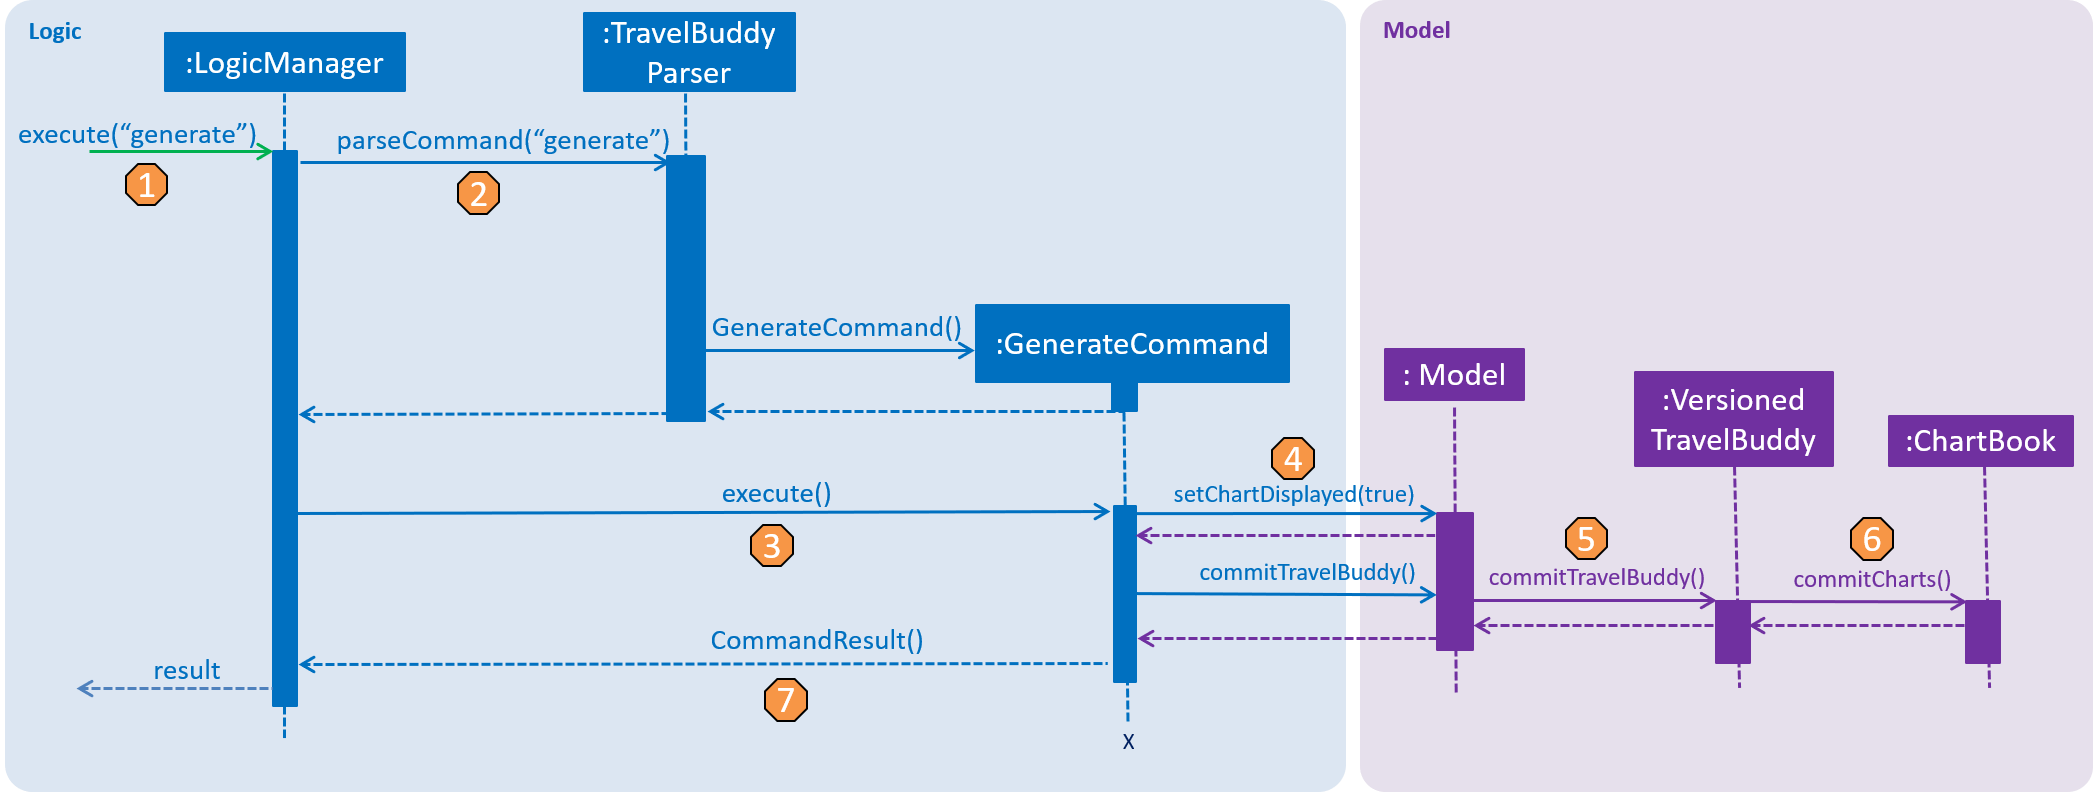 Logic
Model
:LogicManager
:TravelBuddy
Parser
execute(“generate”)
parseCommand(“generate”)
1
2
GenerateCommand()
:GenerateCommand
: Model
:Versioned
TravelBuddy
:ChartBook
4
execute()
setChartDisplayed(true)
3
5
6
commitTravelBuddy()
commitTravelBuddy()
commitCharts()
CommandResult()
result
7
X